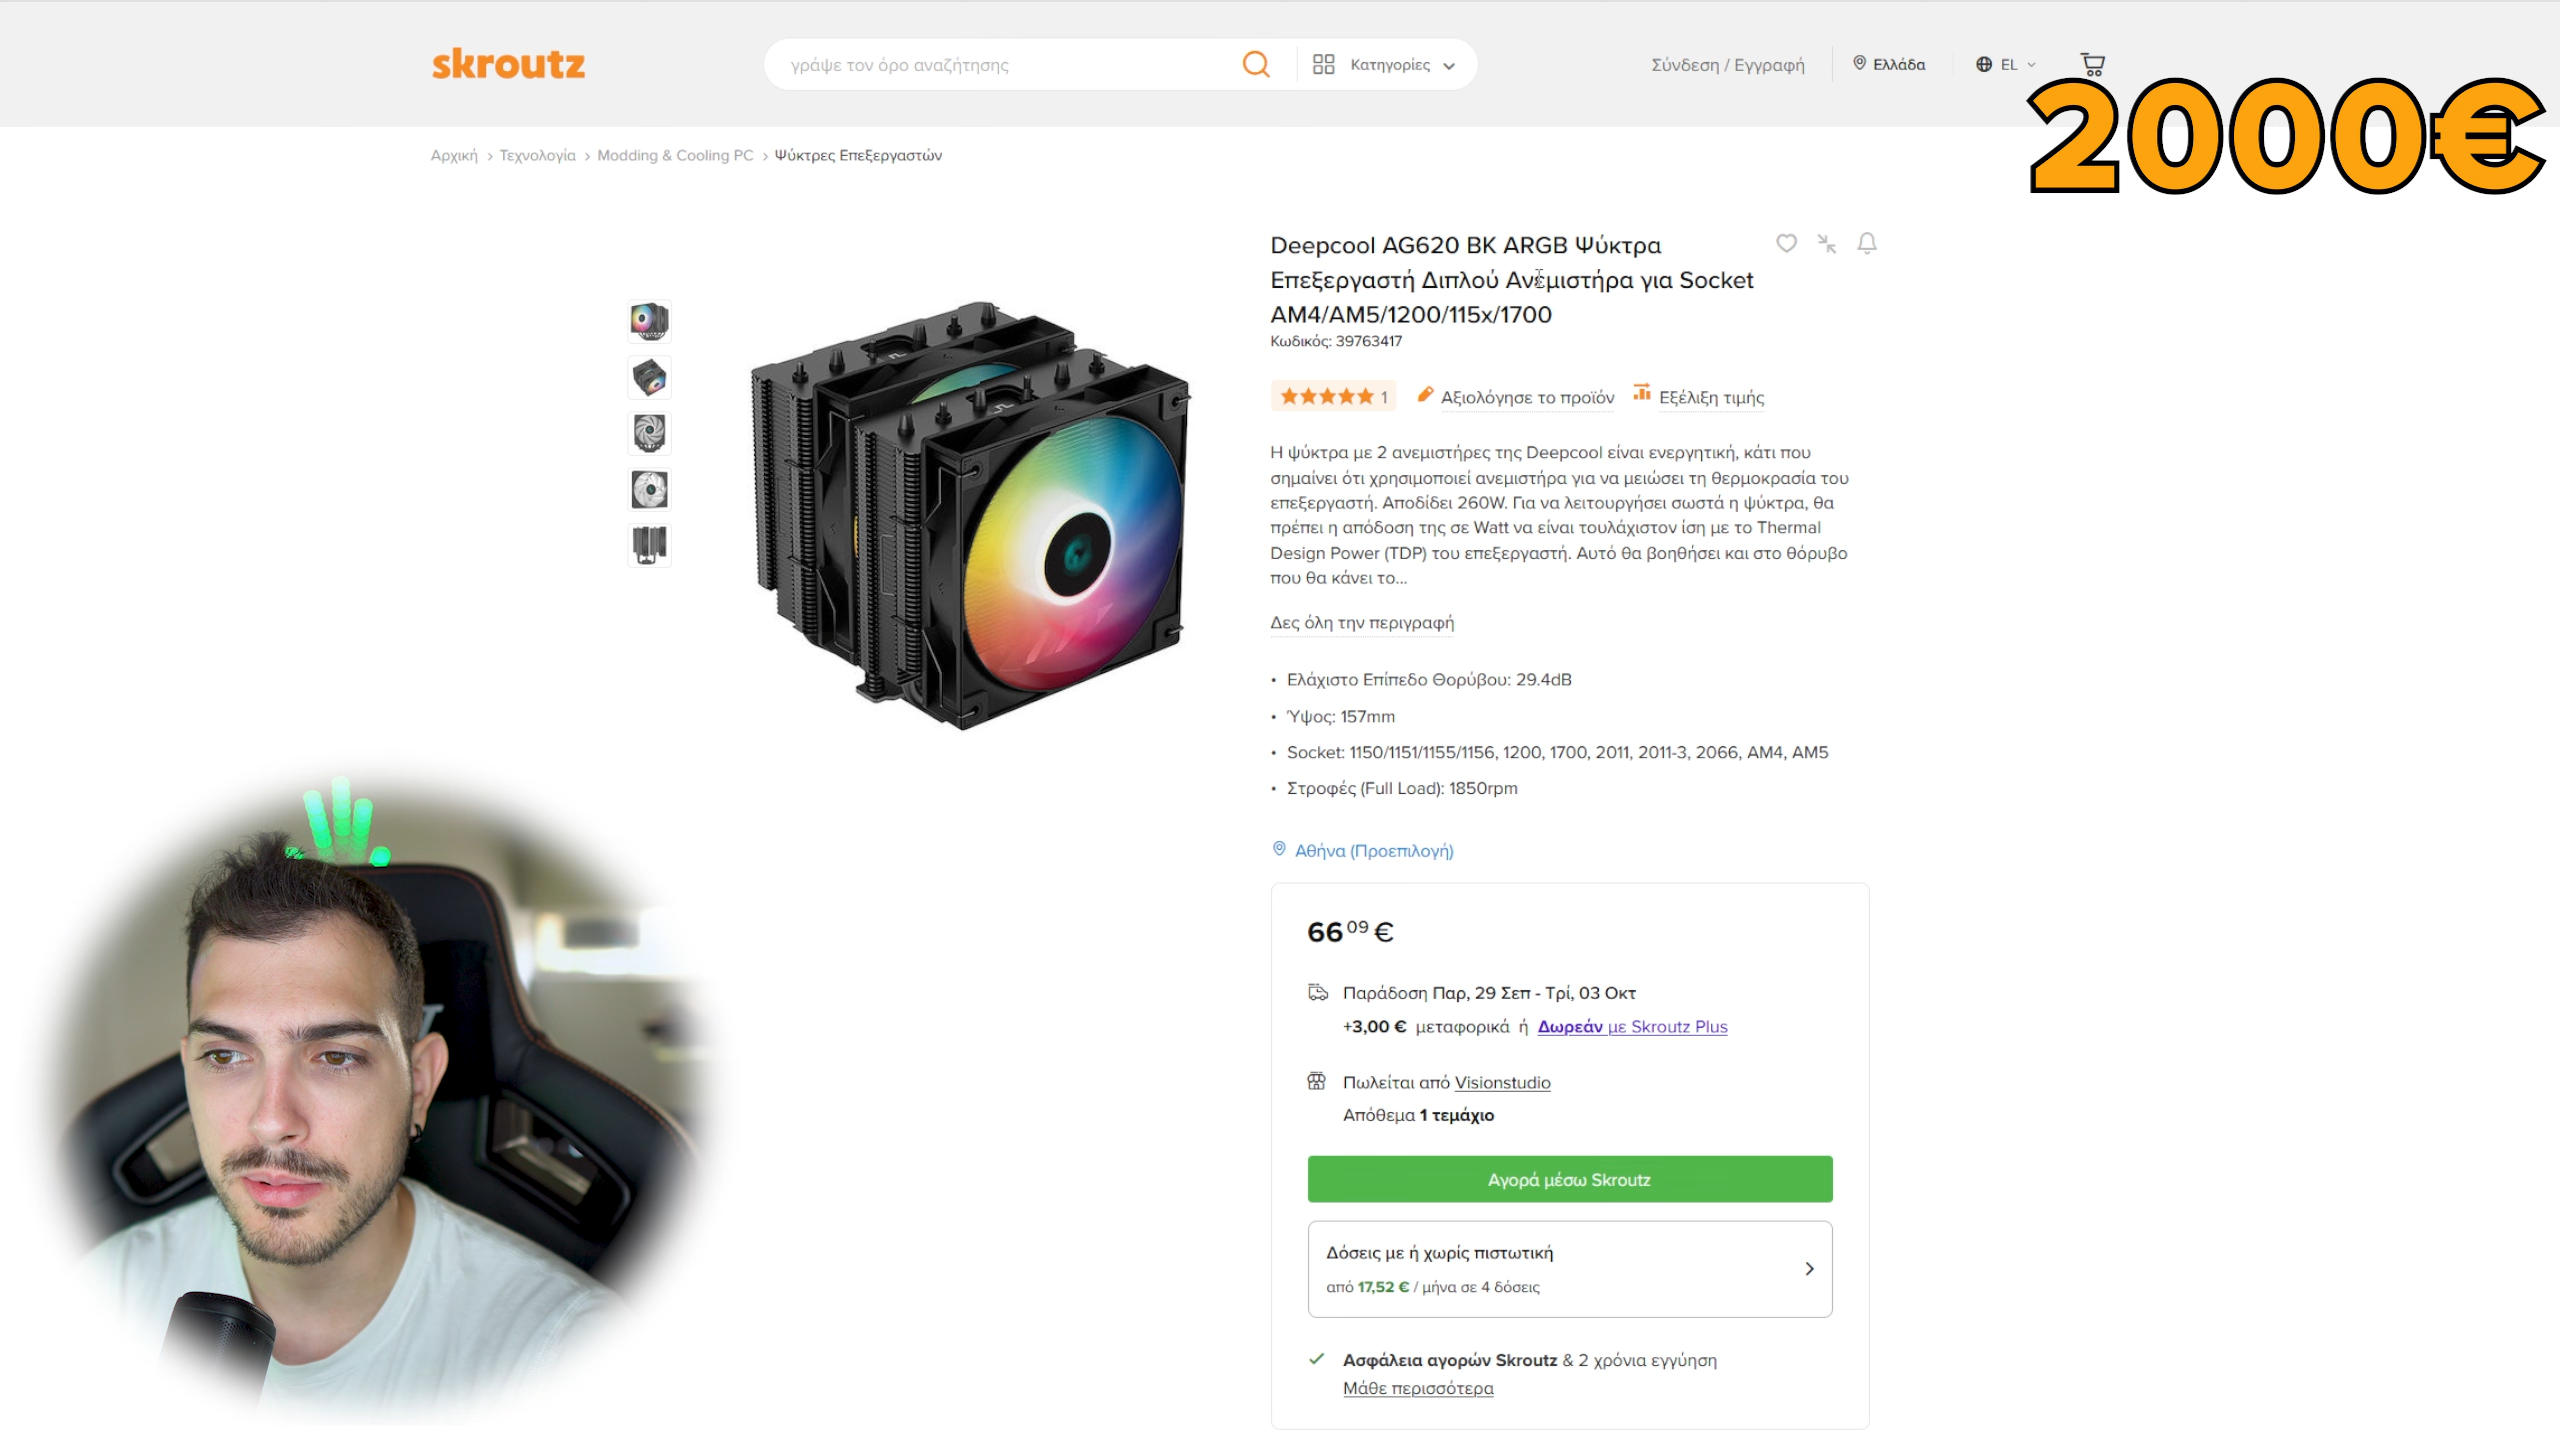 skroutz
γράψε τον όρο αναζήτησης
Κατηγορίες
Σύνδεση / Εγγραφή
Ελλάδα
EL
2000€
Αρχική > Τεχνολογία > Modding & Cooling PC > Ψύκτρες Επεξεργαστών
Deepcool AG620 BK ARGB Ψύκτρα
Επεξεργαστή Διπλού Ανεμιστήρα για Socket
AM4/AM5/1200/115x/1700
Κωδικός: 39763417
1
Αξιολόγησε το προϊόν
Εξέλιξη τιμής
Η ψύκτρα με 2 ανεμιστήρες της Deepcool είναι ενεργητική, κάτι που
σημαίνει ότι χρησιμοποιεί ανεμιστήρα για να μειώσει τη θερμοκρασία του
επεξεργαστή. Αποδίδει 260W. Για να λειτουργήσει σωστά η ψύκτρα, θα
πρέπει η απόδοση της σε Watt να είναι τουλάχιστον ίση με το Thermal
Design Power (TDP) του επεξεργαστή. Αυτό θα βοηθήσει και στο θόρυβο
που θα κάνει το...
Δες όλη την περιγραφή
• Ελάχιστο Επίπεδο Θορύβου: 29.4dB
• Ύψος: 157mm
• Socket: 1150/1151/1155/1156, 1200, 1700, 2011, 2011-3, 2066, AM4, AM5
• Στροφές (Full Load): 1850rpm
Αθήνα (Προεπιλογή)
66 09 €
Παράδοση Παρ, 29 Σεπ - Τρί, 03 Οκτ
+3,00 € μεταφορικά ή Δωρεάν με Skroutz Plus
Πωλείται από Visionstudio
Απόθεμα 1 τεμάχιο
Αγορά μέσω Skroutz
Δόσεις με ή χωρίς πιστωτική
από 17,52 € / μήνα σε 4 δόσεις
Ασφάλεια αγορών Skroutz & 2 χρόνια εγγύηση
Μάθε περισσότερα